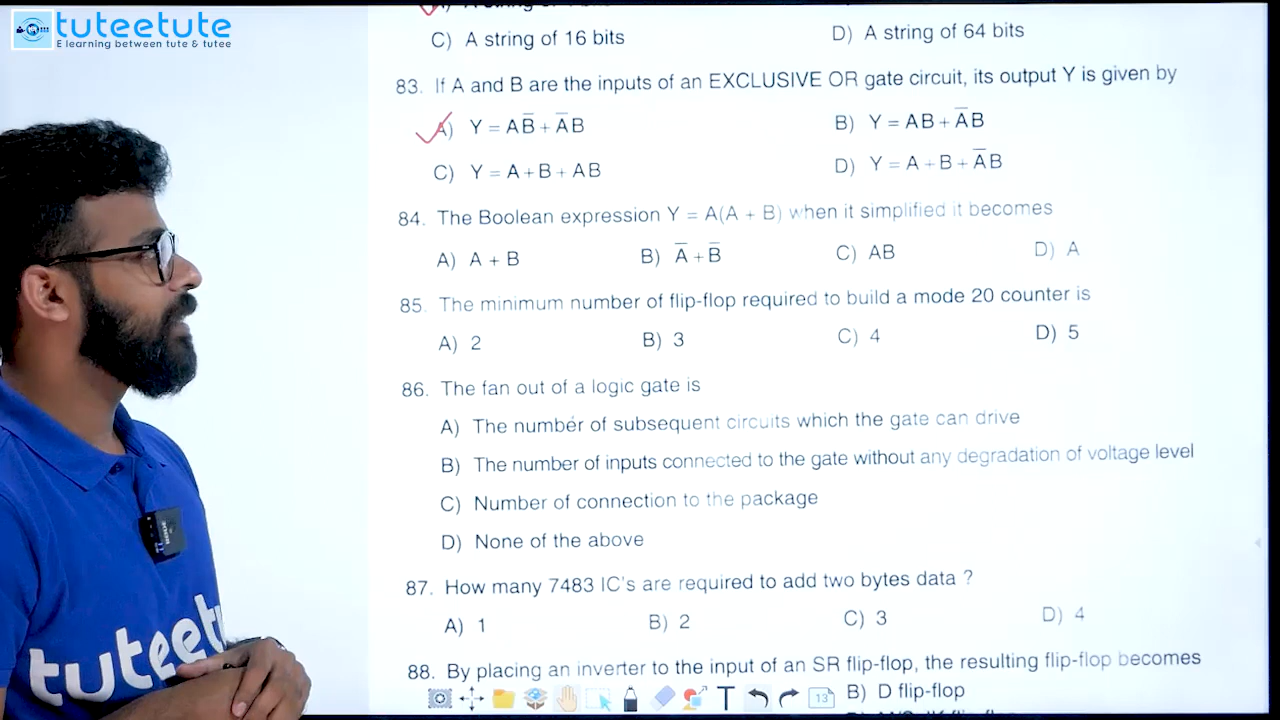 tuteetute
E learning between tute & tutee
C) A string of 16 bits D) A string of 64 bits
83. If A and B are the inputs of an EXCLUSIVE OR gate circuit, its output Y is given by
A) Y = AB̅ + A̅B B) Y = AB + A̅B
C) Y = A + B + AB D) Y = A + B + A̅B
84. The Boolean expression Y = A(A + B) when it simplified it becomes
A) A + B B) A̅ + B̅ C) AB D) A
85. The minimum number of flip-flop required to build a mode 20 counter is
A) 2 B) 3 C) 4 D) 5
86. The fan out of a logic gate is
A) The number of subsequent circuits which the gate can drive
B) The number of inputs connected to the gate without any degradation of voltage level
C) Number of connection to the package
D) None of the above
87. How many 7483 IC's are required to add two bytes data ?
A) 1 B) 2 C) 3 D) 4
88. By placing an inverter to the input of an SR flip-flop, the resulting flip-flop becomes
B) D flip-flop
T 13
tuteet